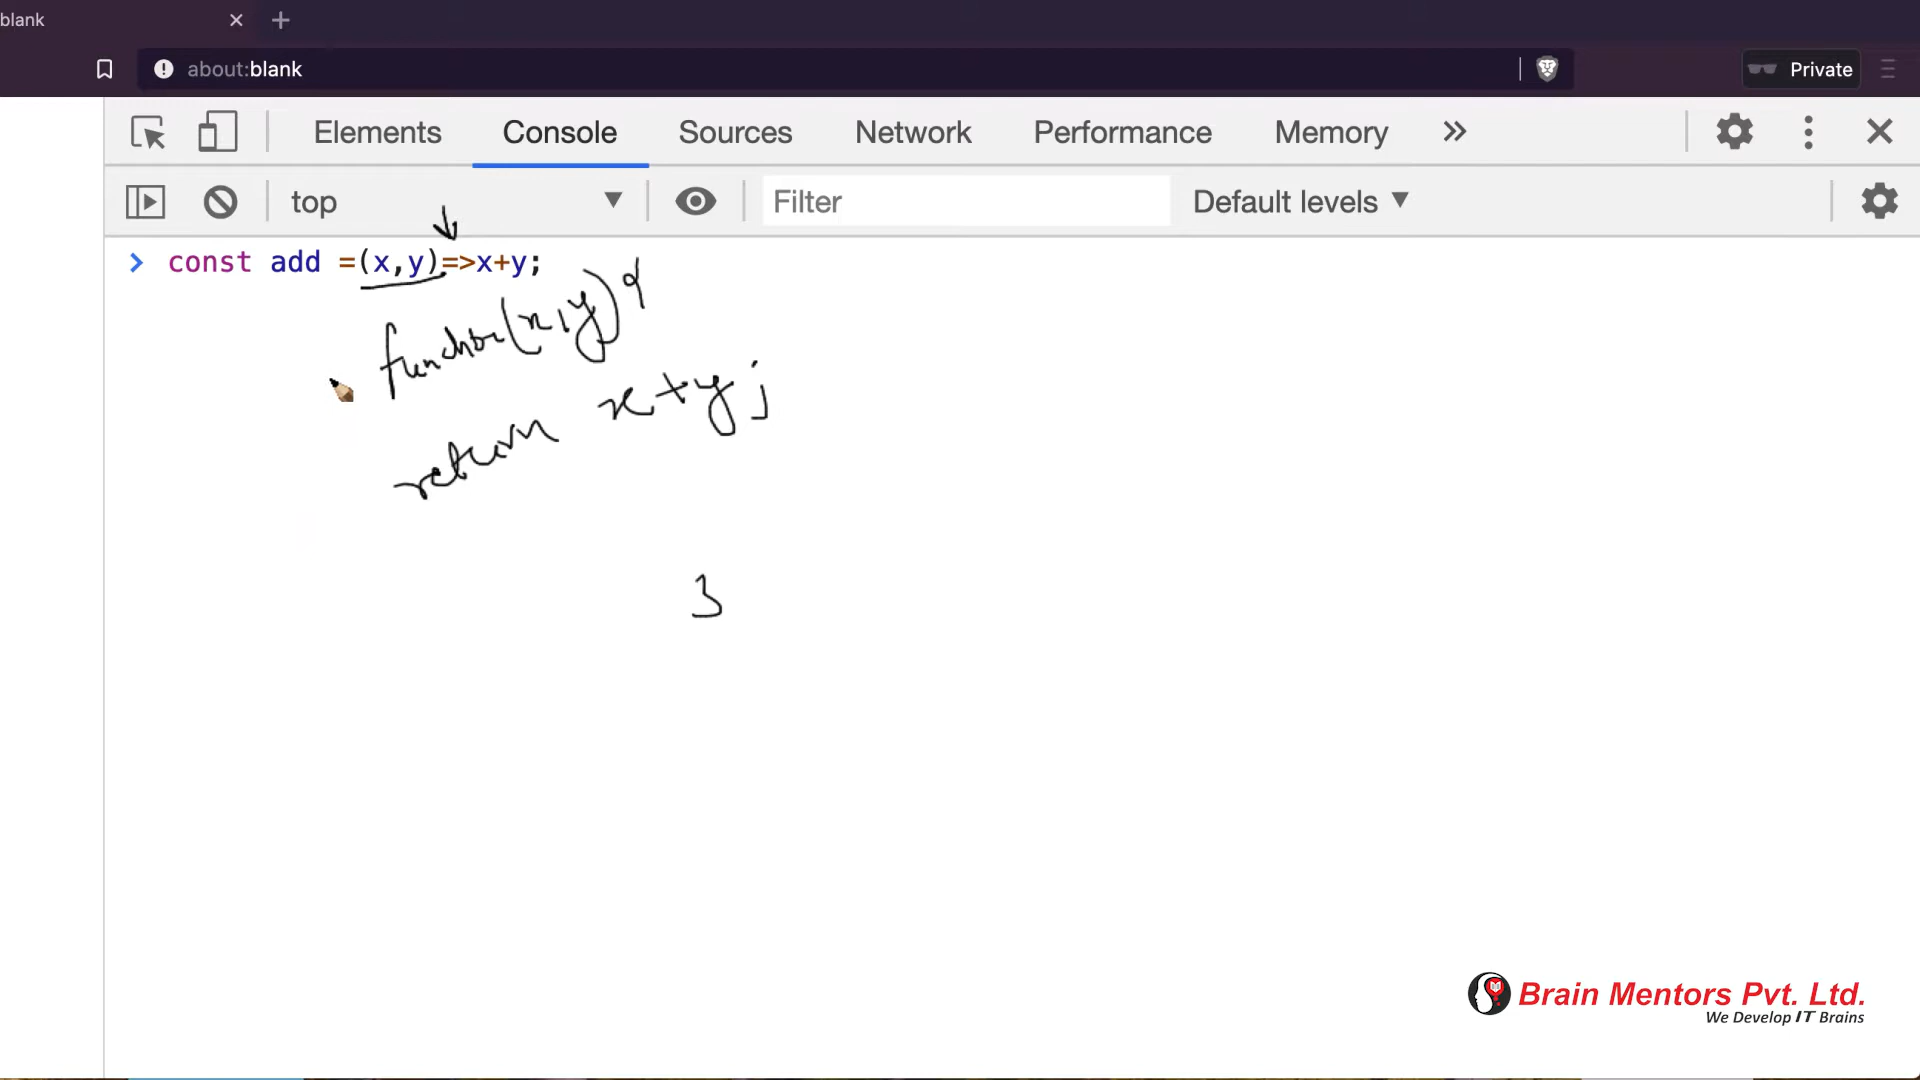 blank
about:blank
Private
Elements Console Sources Network Performance Memory
top Filter Default levels
const add =(x,y)=>x+y;
function(x,y){
return x+y;
}
Brain Mentors Pvt. Ltd.
We Develop IT Brains